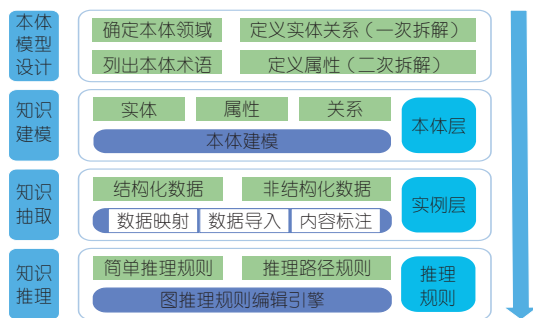 本体
模型
设计
确定本体领域
定义实体关系（一次拆解）
列出本体术语
定义属性（二次拆解）
知识
建模
实体
属性
关系
本体建模
本体层
知识
抽取
结构化数据
非结构化数据
数据映射
数据导入
内容标注
实例层
知识
推理
简单推理规则
推理路径规则
图推理规则编辑引擎
推理
规则